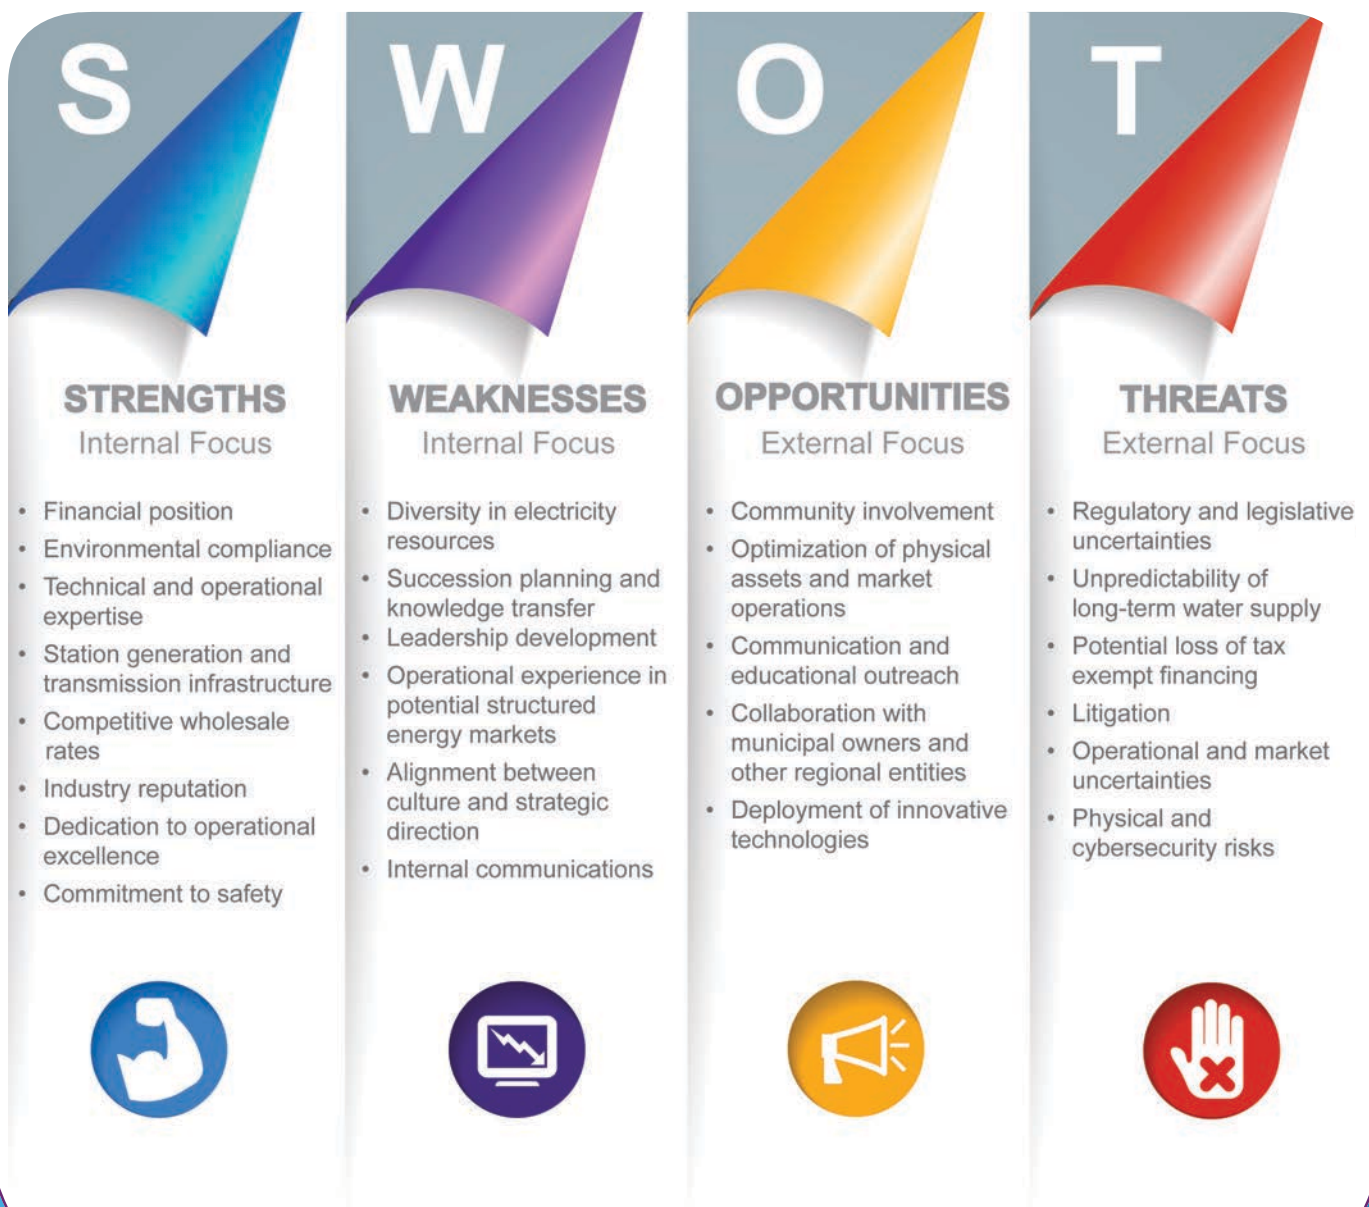 S
STRENGTHS
Internal Focus
• Financial position
• Environmental compliance
• Technical and operational
expertise
• Station generation and
transmission infrastructure
• Competitive wholesale
rates
• Industry reputation
• Dedication to operational
excellence
• Commitment to safety
W
WEAKNESSES
Internal Focus
• Diversity in electricity
resources
• Succession planning and
knowledge transfer
• Leadership development
• Operational experience in
potential structured
energy markets
• Alignment between
culture and strategic
direction
• Internal communications
O
OPPORTUNITIES
External Focus
• Community involvement
• Optimization of physical
assets and market
operations
• Communication and
educational outreach
• Collaboration with
municipal owners and
other regional entities
• Deployment of innovative
technologies
T
THREATS
External Focus
• Regulatory and legislative
uncertainties
• Unpredictability of
long-term water supply
• Potential loss of tax
exempt financing
• Litigation
• Operational and market
uncertainties
• Physical and
cybersecurity risks